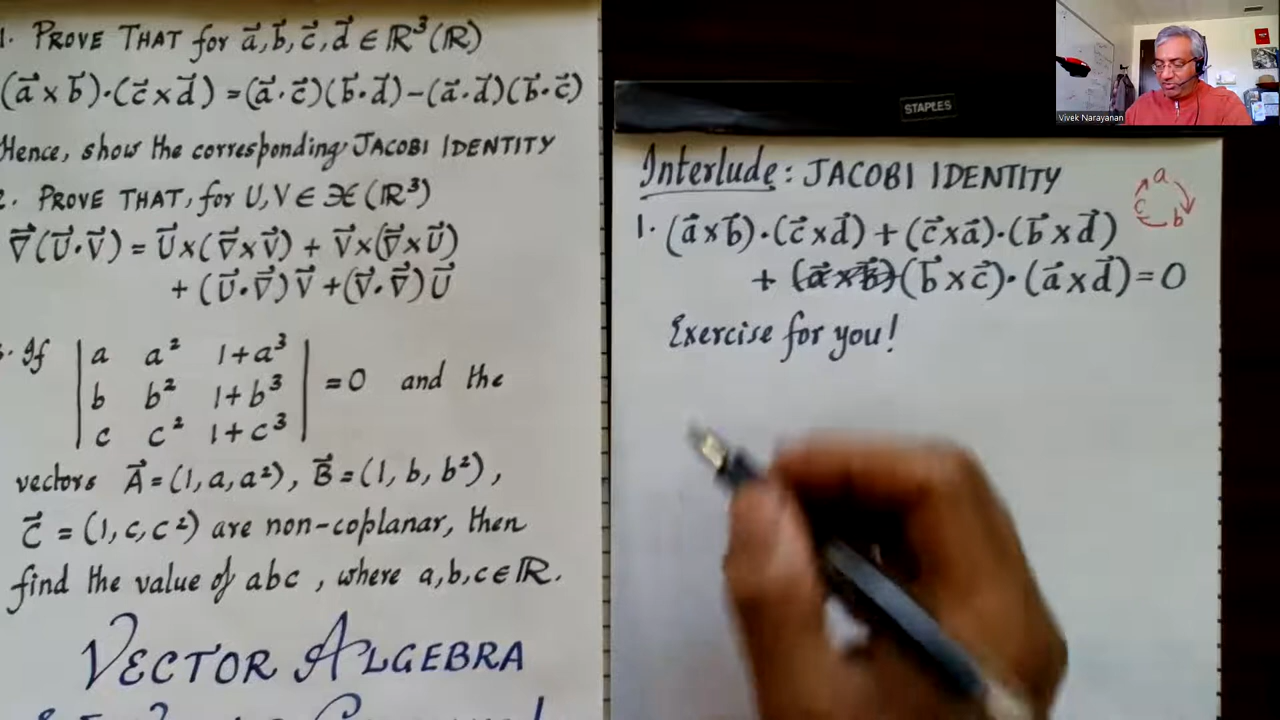 1. PROVE THAT for a⃗, b⃗, c⃗, d⃗ ∈ ℝ³(ℝ)
(a⃗ × b⃗)·(c⃗ × d⃗) = (a⃗·c⃗)(b⃗·d⃗) − (a⃗·d⃗)(b⃗·c⃗)
Hence, show the corresponding JACOBI IDENTITY
2. PROVE THAT, for U, V ∈ 𝔛(ℝ³)
∇⃗(U⃗·V⃗) = U⃗×(∇⃗×V⃗) + V⃗×(∇⃗×U⃗)
+ (U⃗·∇⃗)V⃗ + (V⃗·∇⃗)U⃗
3. If | a a² 1+a³ |
| b b² 1+b³ | = 0 and the
| c c² 1+c³ |
vectors A⃗ = (1, a, a²), B⃗ = (1, b, b²),
C⃗ = (1, c, c²) are non-coplanar, then
find the value of abc, where a, b, c ∈ ℝ.
VECTOR ALGEBRA
STAPLES
Interlude: JACOBI IDENTITY
a
c b
1. (a⃗×b⃗)·(c⃗×d⃗) + (c⃗×a⃗)·(b⃗×d⃗)
+ (b⃗×c⃗)·(a⃗×d⃗) = 0
Exercise for you!
Vivek Narayanan